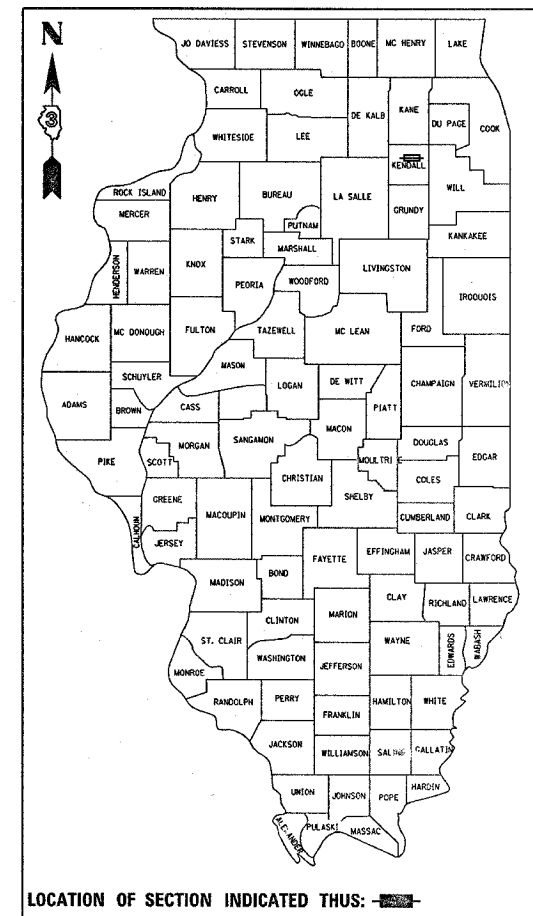 N
3
JO DAVIESS STEVENSON WINNEBAGO BOONE MC HENRY LAKE
CARROLL OGLE DE KALB KANE DU PAGE COOK
WHITESIDE LEE
KENDALL WILL
ROCK ISLAND HENRY BUREAU LA SALLE GRUNDY
MERCER PUTNAM KANKAKEE
STARK MARSHALL
HENDERSON WARREN KNOX PEORIA WOODFORD LIVINGSTON IROQUOIS
HANCOCK MC DONOUGH FULTON TAZEWELL MC LEAN FORD
MASON
SCHUYLER LOGAN DE WITT CHAMPAIGN VERMILION
ADAMS BROWN CASS MACON PIATT
PIKE SCOTT MORGAN SANGAMON CHRISTIAN MOULTRI DOUGLAS EDGAR
COLES
GREENE MACOUPIN SHELBY
CALHOUN JERSEY MONTGOMERY CUMBERLAND CLARK
FAYETTE EFFINGHAM JASPER CRAWFORD
MADISON BOND
CLAY RICHLAND LAWRENCE
CLINTON MARION
ST. CLAIR WAYNE EDWARDS WABASH
WASHINGTON JEFFERSON
MONROE
RANDOLPH PERRY HAMILTON WHITE
FRANKLIN
JACKSON WILLIAMSON GALLATIN
UNION JOHNSON POPE HARDIN
ALEXANDER PULASKI MASSAC
LOCATION OF SECTION INDICATED THUS: